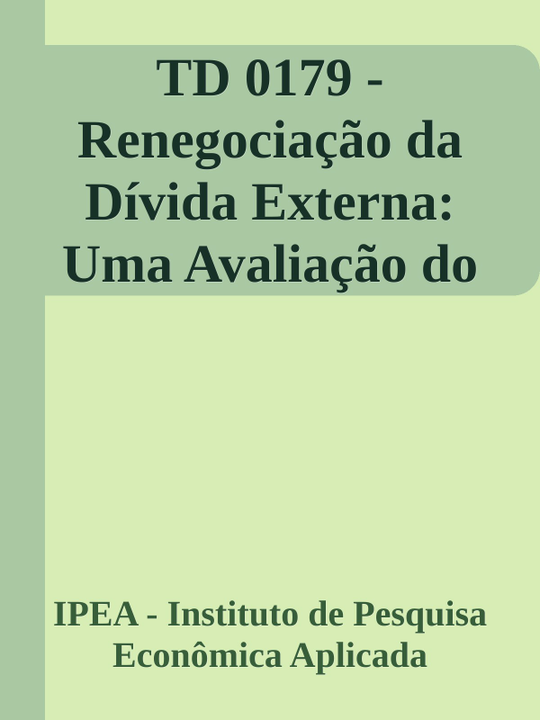 TD 0179 -
Renegociação da
Dívida Externa:
Uma Avaliação do
IPEA - Instituto de Pesquisa
Econômica Aplicada